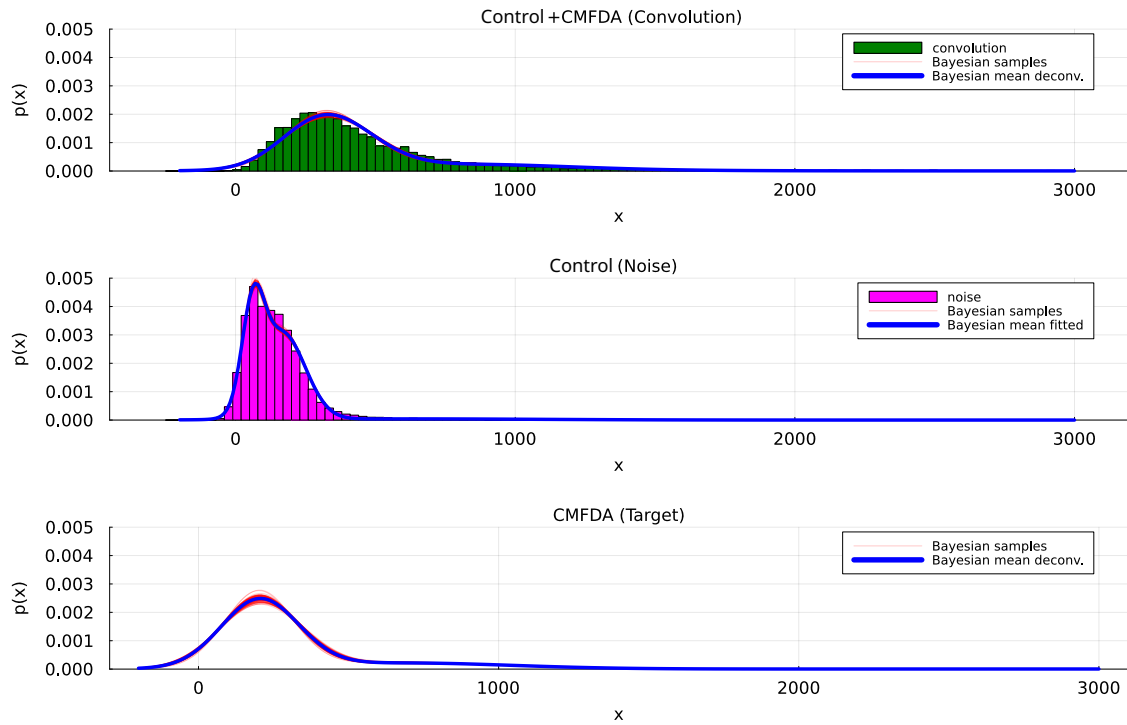 Control+CMFDA (Convolution)
0.005
0.004
0.003
0.002
0.001
0.000
p(x)
convolution
Bayesian samples
Bayesian mean deconv.
0
1000
2000
3000
x
Control (Noise)
0.005
0.004
0.003
0.002
0.001
0.000
p(x)
noise
Bayesian samples
Bayesian mean fitted
0
1000
2000
3000
x
CMFDA (Target)
0.005
0.004
0.003
0.002
0.001
0.000
p(x)
Bayesian samples
Bayesian mean deconv.
0
1000
2000
3000
x